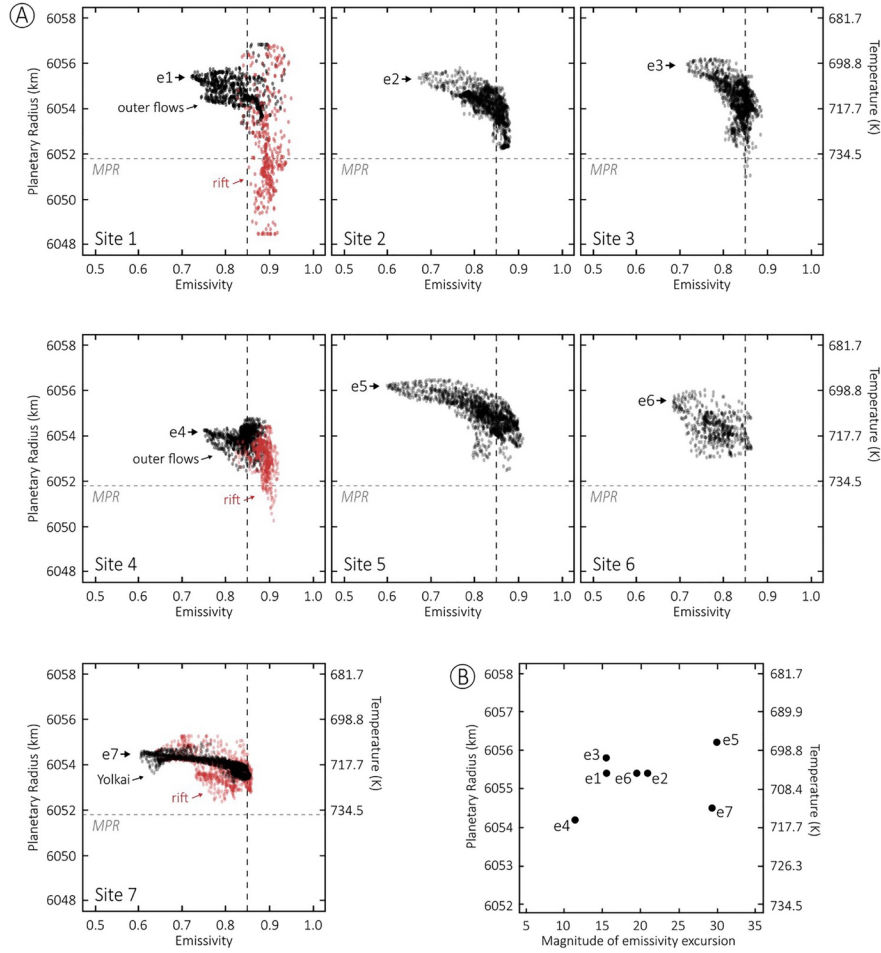 A
6058
6056
6054
6052
6050
6048
Planetary Radius (km)
e1
outer flows
MPR
rift
Site 1
0.5 0.6 0.7 0.8 0.9 1.0
Emissivity
e2
MPR
Site 2
0.6 0.7 0.8 0.9 1.0
Emissivity
e3
MPR
Site 3
0.5 0.6 0.7 0.8 0.9 1.0
Emissivity
681.7
698.8
717.7
734.5
Temperature (K)
6058
6056
6054
6052
6050
6048
Planetary Radius (km)
e4
outer flows
MPR
rift
Site 4
0.5 0.6 0.7 0.8 0.9 1.0
Emissivity
e5
MPR
Site 5
0.6 0.7 0.8 0.9 1.0
Emissivity
e6
MPR
Site 6
0.5 0.6 0.7 0.8 0.9 1.0
Emissivity
681.7
698.8
717.7
734.5
Temperature (K)
6058
6056
6054
6052
6050
6048
Planetary Radius (km)
e7
Yolkai
rift
MPR
Site 7
0.5 0.6 0.7 0.8 0.9 1.0
Emissivity
681.7
698.8
717.7
734.5
Temperature (K)
B
6058
6057
6056
6055
6054
6053
6052
Planetary Radius (km)
e5
e3
e1 e6 e2
e7
e4
5 10 15 20 25 30 35
Magnitude of emissivity excursion
681.7
689.9
698.8
708.4
717.7
726.3
734.5
Temperature (K)